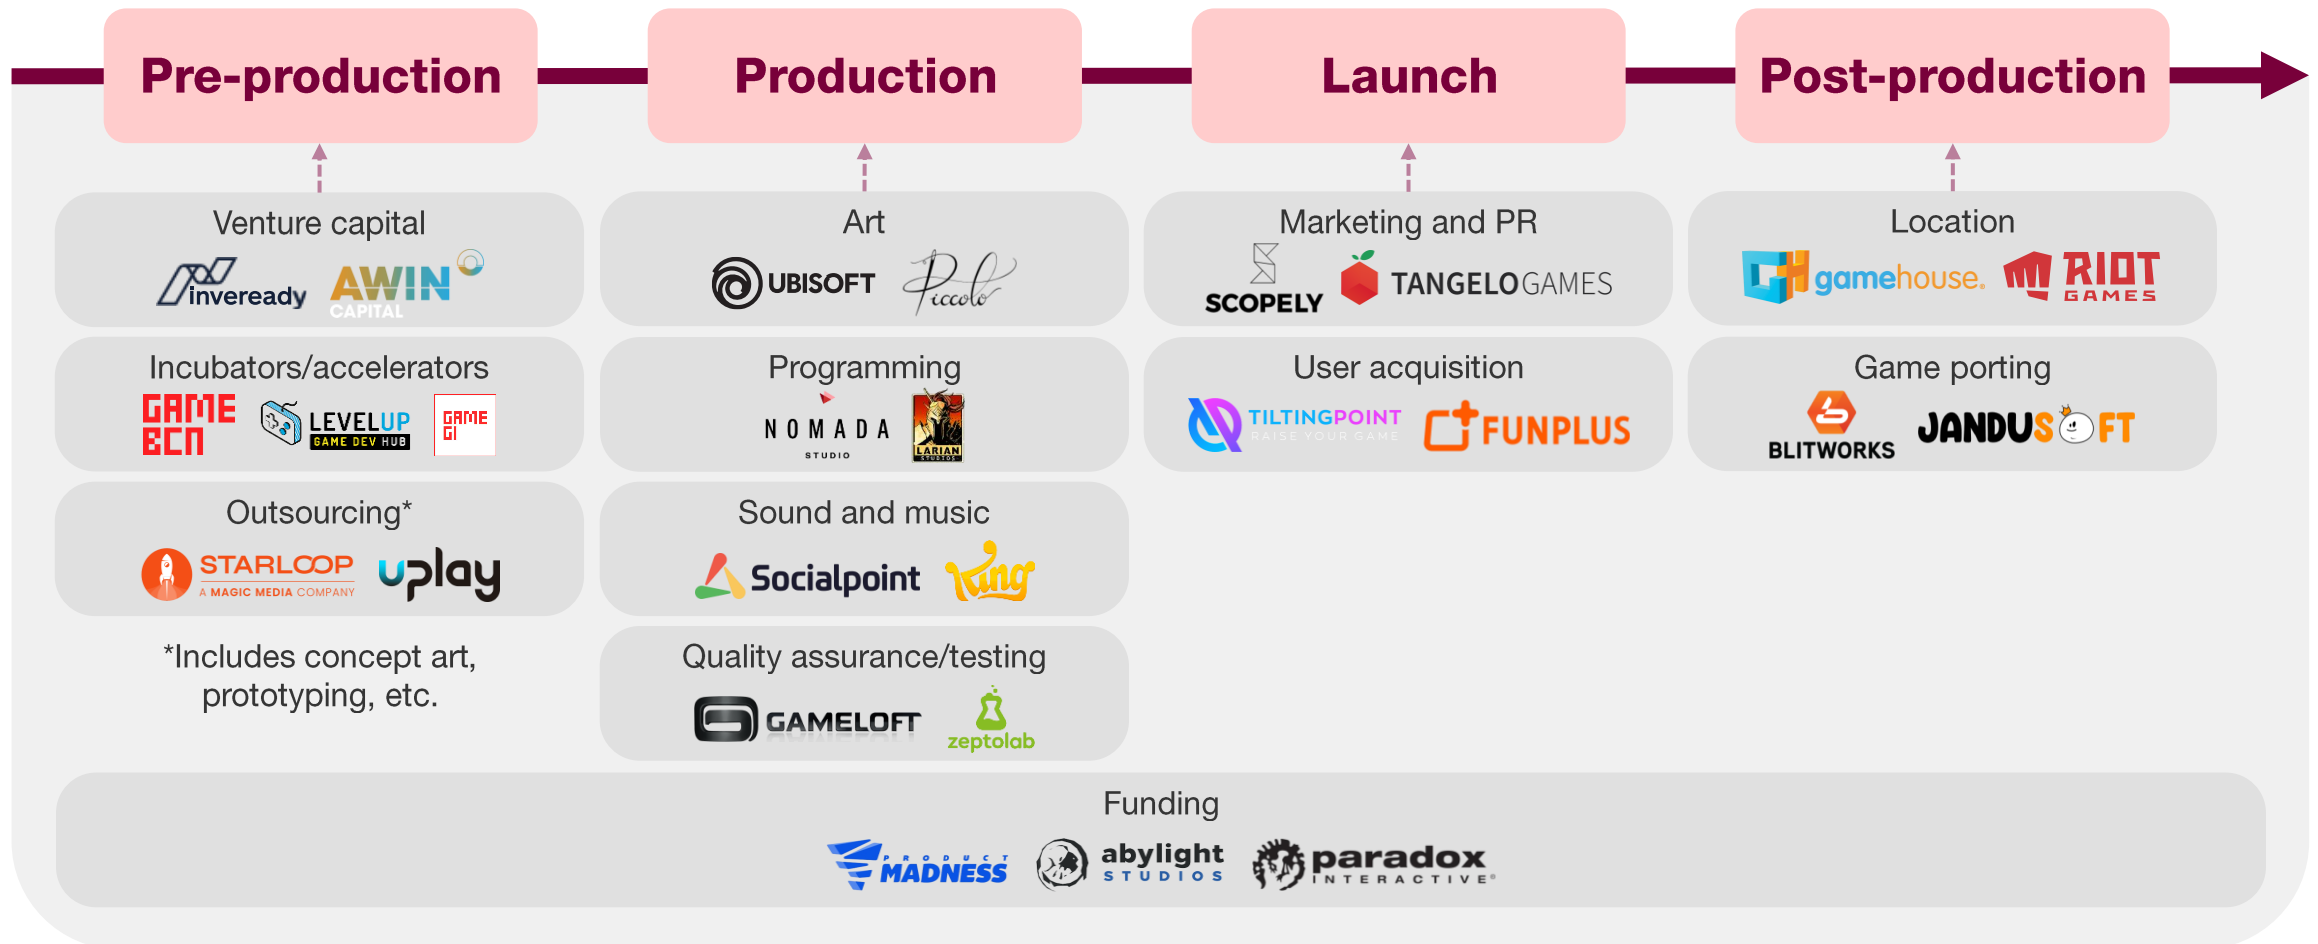 Pre-production
Production
Launch
Post-production
Venture capital
inveready
AWIN
CAPITAL
Incubators/accelerators
GAME
BCN
LEVELUP
GAME DEV HUB
GAME
GI
Outsourcing*
STARLOOP
A MAGIC MEDIA COMPANY
uplay
*Includes concept art,
prototyping, etc.
Art
UBISOFT
Piccolo
Programming
NOMADA
STUDIO
LARIAN
STUDIOS
Sound and music
Socialpoint
King
Quality assurance/testing
GAMELOFT
zeptolab
Marketing and PR
SCOPELY
TANGELOGAMES
User acquisition
TILTINGPOINT
RAISE YOUR GAME
FUNPLUS
Location
GH gamehouse®
RIOT
GAMES
Game porting
BLITWORKS
JANDUSOFT
Funding
PRODUCT
MADNESS
abylight
STUDIOS
paradox
INTERACTIVE®